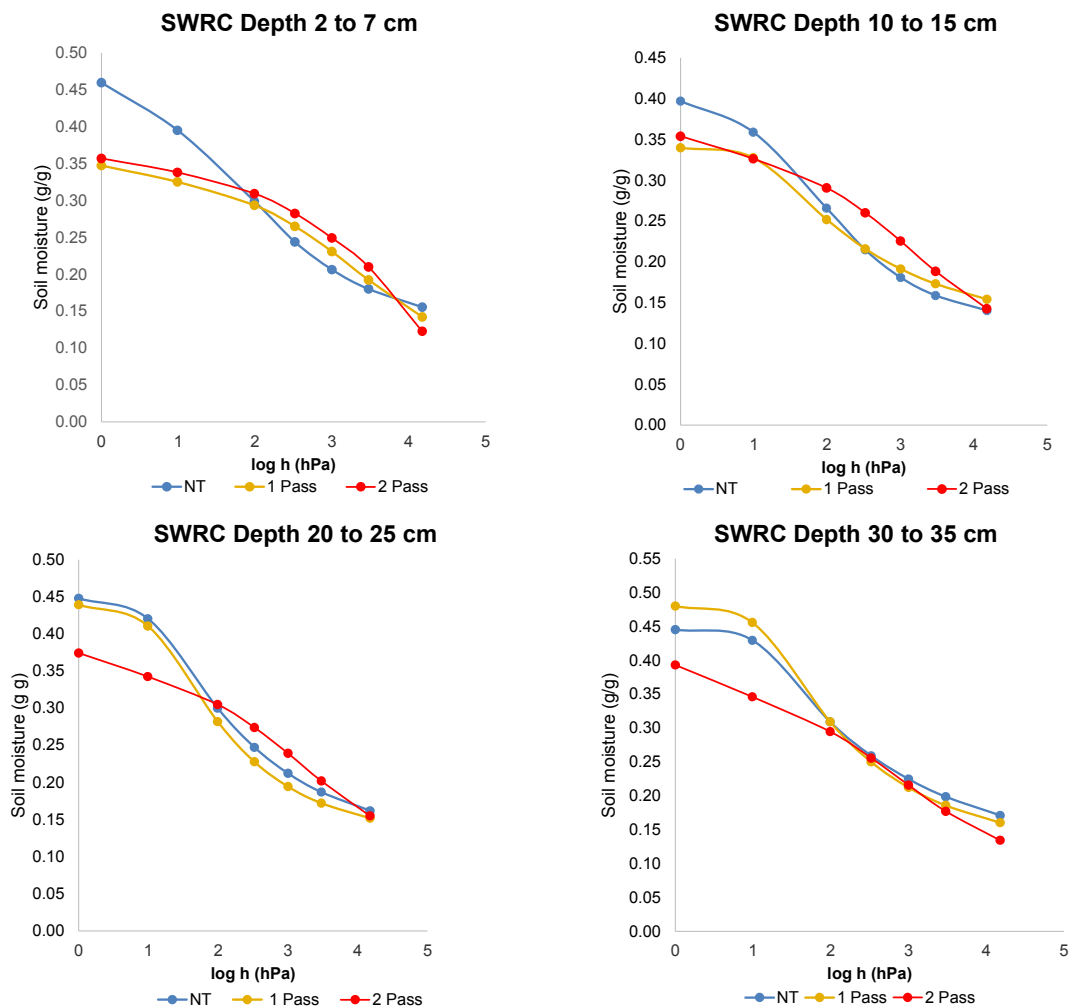 SWRC Depth 2 to 7 cm
0.50
0.45
0.40
0.35
0.30
0.25
0.20
0.15
0.10
0.05
0.00
Soil moisture (g/g)
0 1 2 3 4 5
log h (hPa)
NT 1 Pass 2 Pass
SWRC Depth 10 to 15 cm
0.45
0.40
0.35
0.30
0.25
0.20
0.15
0.10
0.05
0.00
Soil moisture (g/g)
0 1 2 3 4 5
log h (hPa)
NT 1 Pass 2 Pass
SWRC Depth 20 to 25 cm
0.50
0.45
0.40
0.35
0.30
0.25
0.20
0.15
0.10
0.05
0.00
Soil moisture (g g)
0 1 2 3 4 5
log h (hPa)
NT 1 Pass 2 Pass
SWRC Depth 30 to 35 cm
0.55
0.50
0.45
0.40
0.35
0.30
0.25
0.20
0.15
0.10
0.05
0.00
Soil moisture (g/g)
0 1 2 3 4 5
log h (hPa)
NT 1 Pass 2 Pass